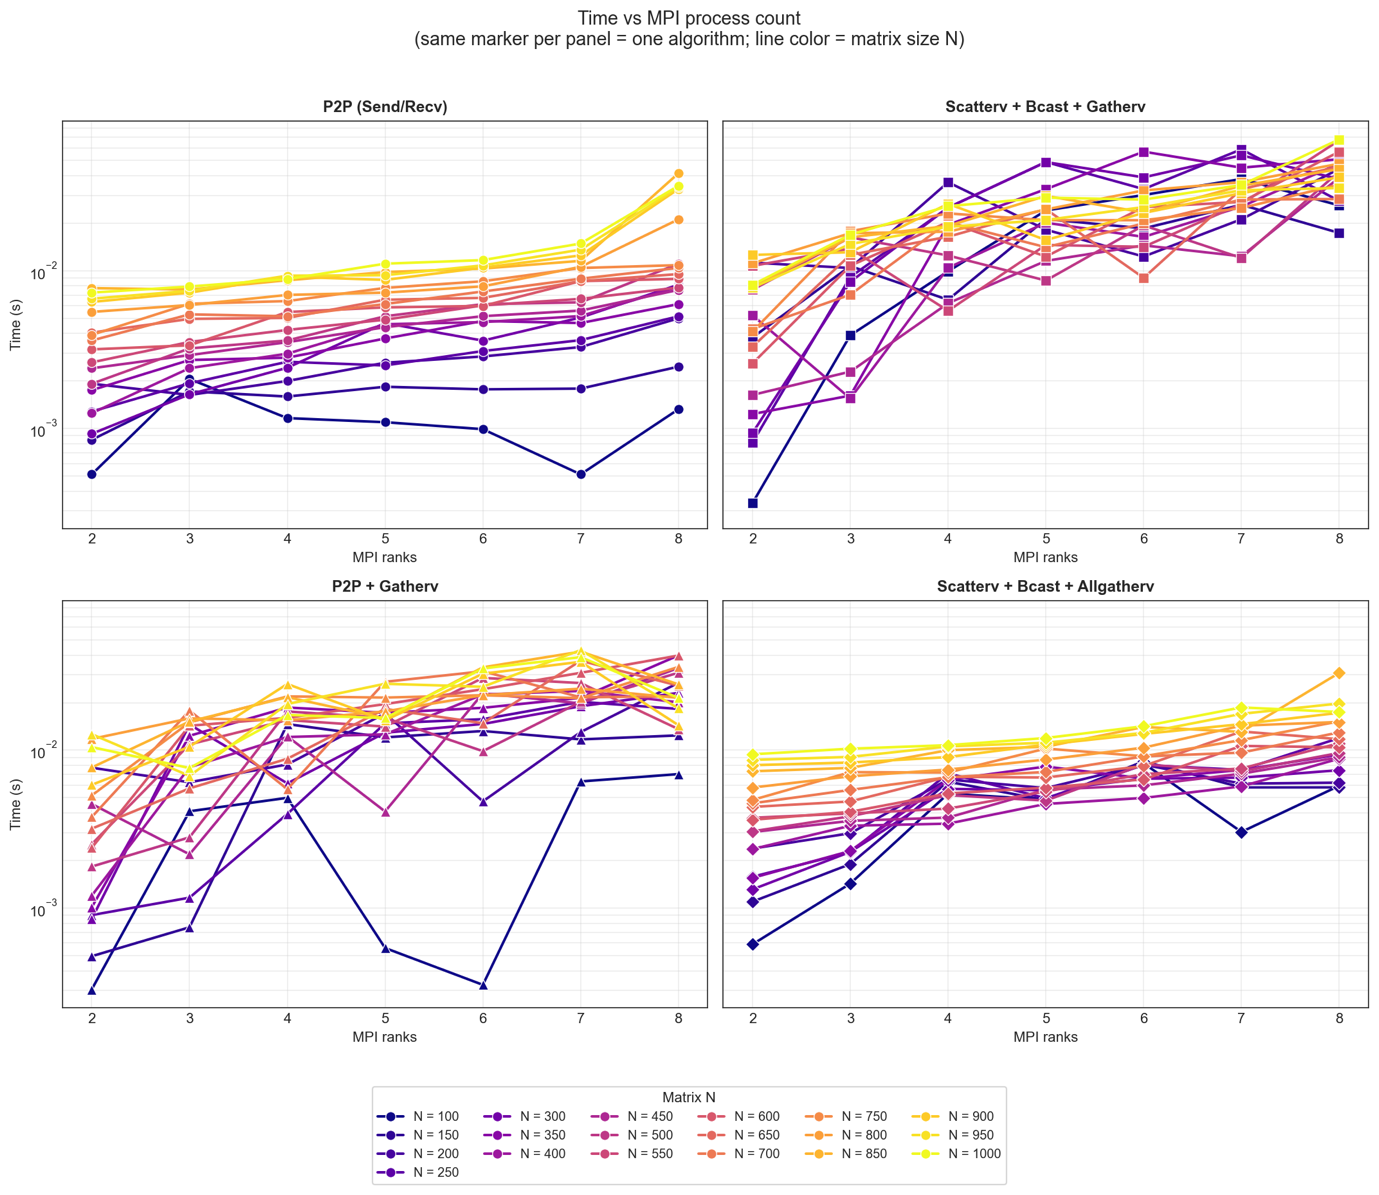 Time vs MPI process count
(same marker per panel = one algorithm; line color = matrix size N)
P2P (Send/Recv)
Time (s)
10⁻²
10⁻³
2 3 4 5 6 7 8
MPI ranks
Scatterv + Bcast + Gatherv
2 3 4 5 6 7 8
MPI ranks
P2P + Gatherv
Time (s)
10⁻²
10⁻³
2 3 4 5 6 7 8
MPI ranks
Scatterv + Bcast + Allgatherv
2 3 4 5 6 7 8
MPI ranks
Matrix N
N = 100 N = 300 N = 450 N = 600 N = 750 N = 900
N = 150 N = 350 N = 500 N = 650 N = 800 N = 950
N = 200 N = 400 N = 550 N = 700 N = 850 N = 1000
N = 250